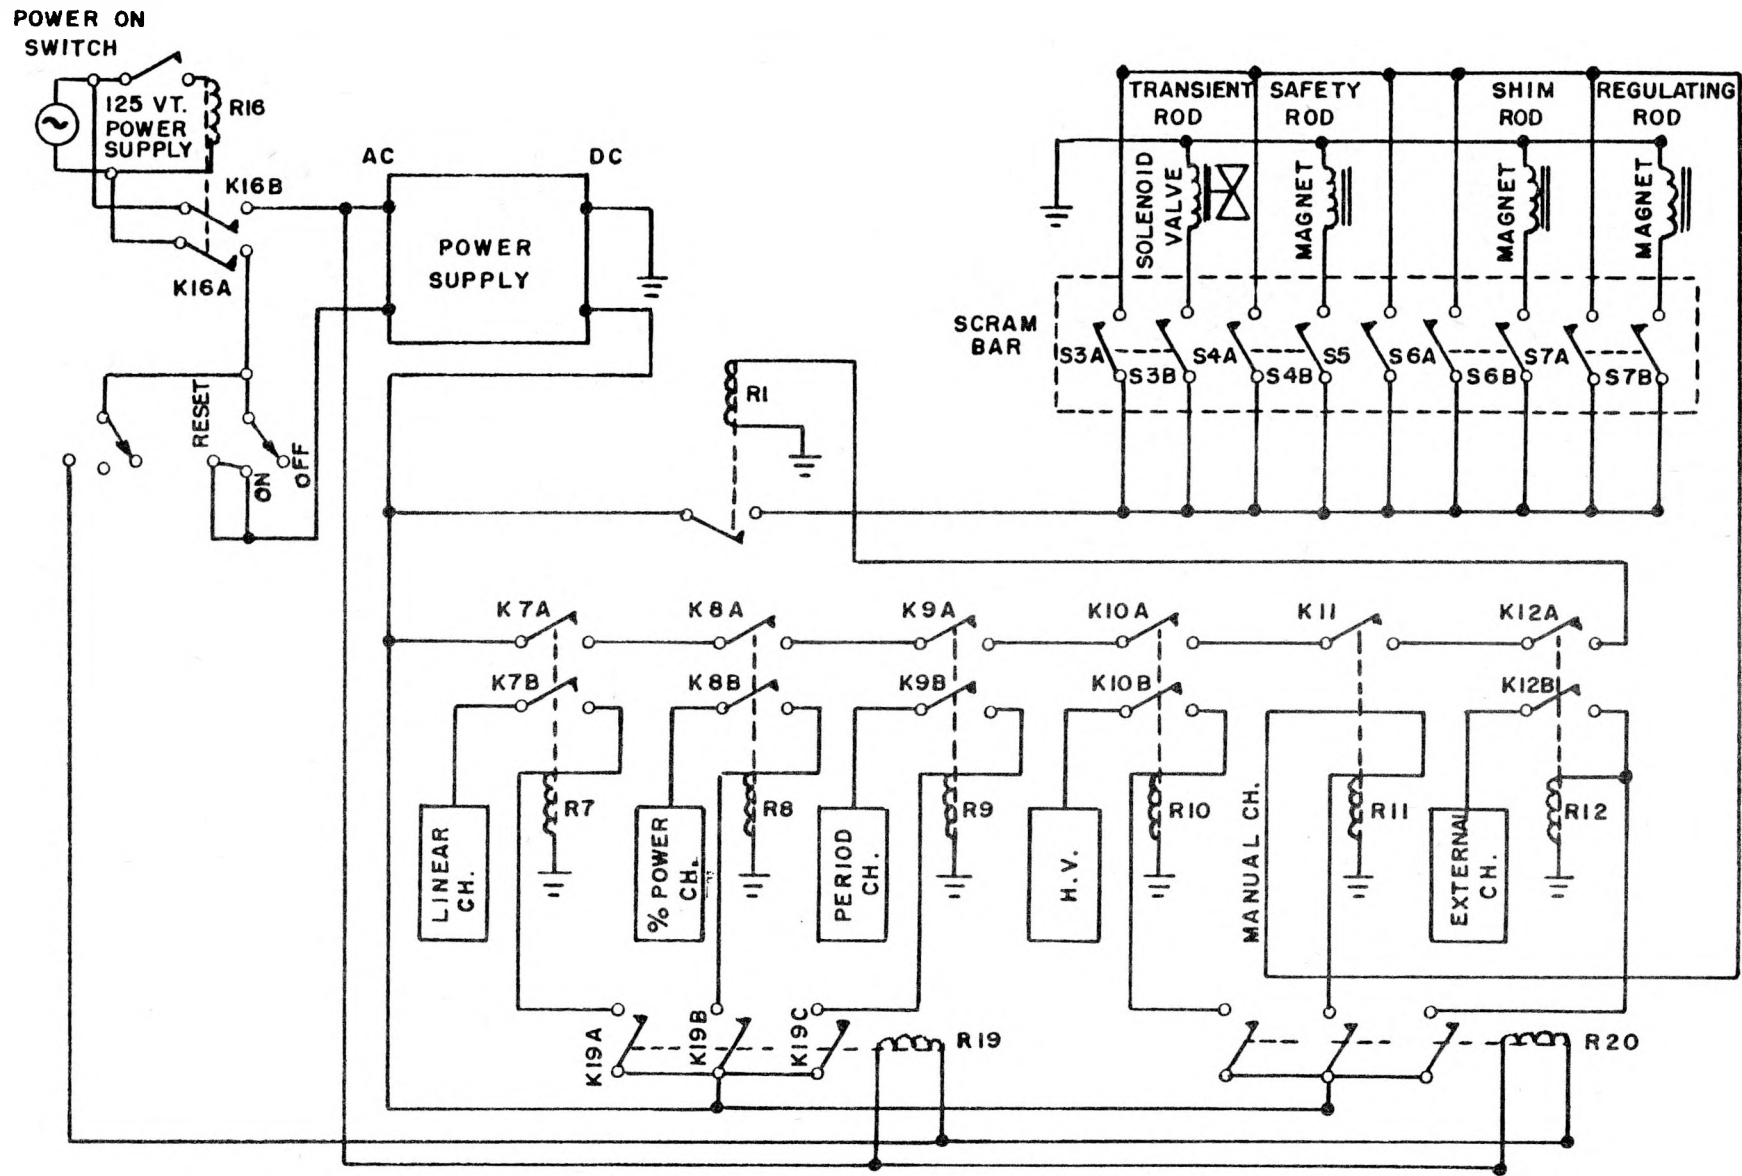 POWER ON
SWITCH
125 VT.
POWER
SUPPLY
R16
K16B
K16A
AC
DC
POWER
SUPPLY
RESET
ON
OFF
R1
TRANSIENT
ROD
SAFETY
ROD
SHIM
ROD
REGULATING
ROD
SOLENOID
VALVE
MAGNET
MAGNET
MAGNET
SCRAM
BAR
S3A
S3B
S4A
S4B
S5
S6A
S6B
S7A
S7B
K7A
K8A
K9A
K10A
K11
K12A
K7B
K8B
K9B
K10B
K12B
R7
R8
R9
R10
R11
R12
LINEAR
CH.
% POWER
CH.
PERIOD
CH.
H.V.
MANUAL CH.
EXTERNAL
CH.
K19A
K19B
K19C
R19
R20